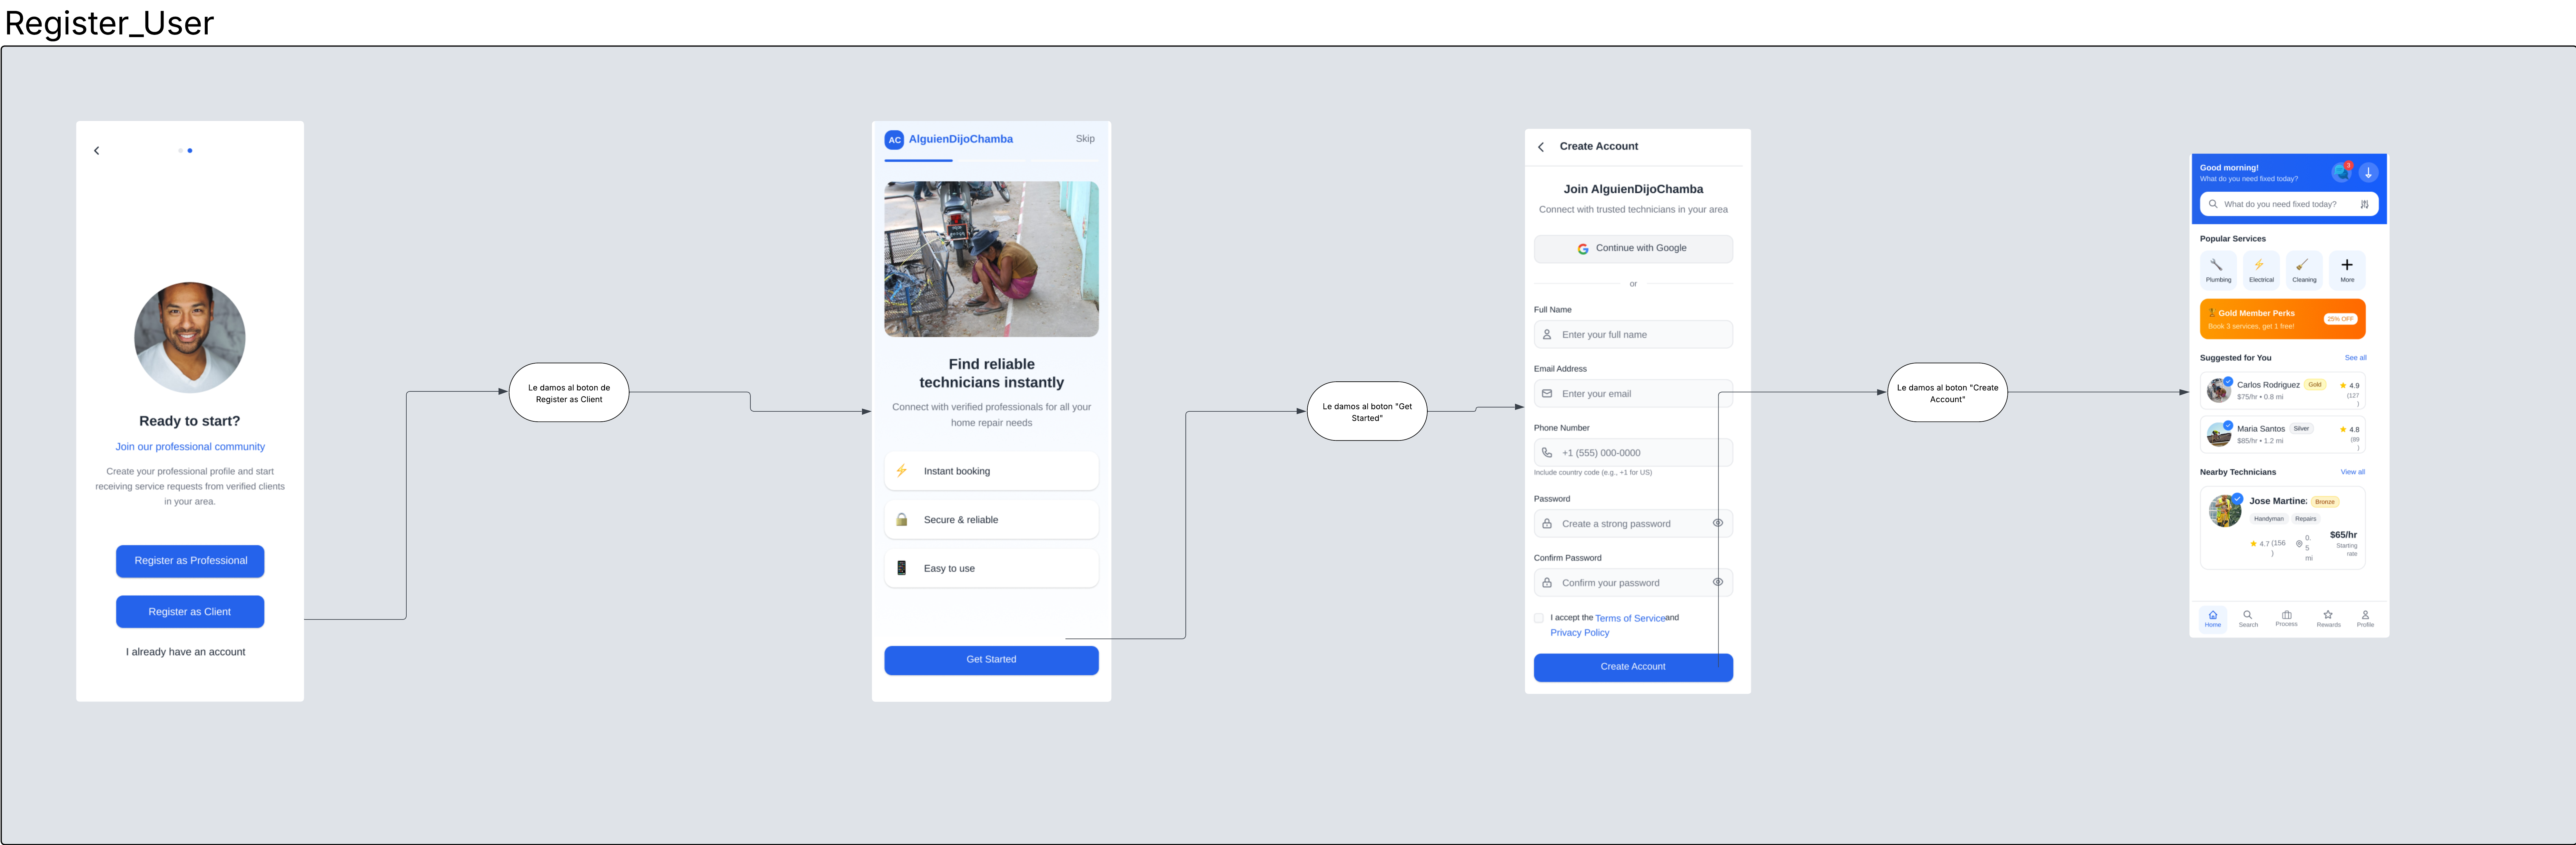 Register_User
Ready to start?
Join our professional community
Create your professional profile and start
receiving service requests from verified clients
in your area.
Register as Professional
Register as Client
I already have an account
Le damos al boton de
Register as Client
AC AlguienDijoChamba Skip
Find reliable
technicians instantly
Connect with verified professionals for all your
home repair needs
Instant booking
Secure & reliable
Easy to use
Get Started
Le damos al boton "Get
Started"
Create Account
Join AlguienDijoChamba
Connect with trusted technicians in your area
Continue with Google
or
Full Name
Enter your full name
Email Address
Enter your email
Phone Number
+1 (555) 000-0000
Include country code (e.g., +1 for US)
Password
Create a strong password
Confirm Password
Confirm your password
I accept the Terms of Serviceand
Privacy Policy
Create Account
Le damos al boton "Create
Account"
Good morning! 3
What do you need fixed today?
What do you need fixed today?
Popular Services
Plumbing Electrical Cleaning More
Gold Member Perks
Book 3 services, get 1 free!
25% OFF
Suggested for You See all
Carlos Rodriguez Gold 4.9
$75/hr • 0.8 mi (127
)
Maria Santos Silver 4.8
$85/hr • 1.2 mi (89
)
Nearby Technicians View all
Jose Martine: Bronze
Handyman Repairs
4.7 (156
)
0.
5
mi
$65/hr
Starting
rate
Home Search Process Rewards Profile